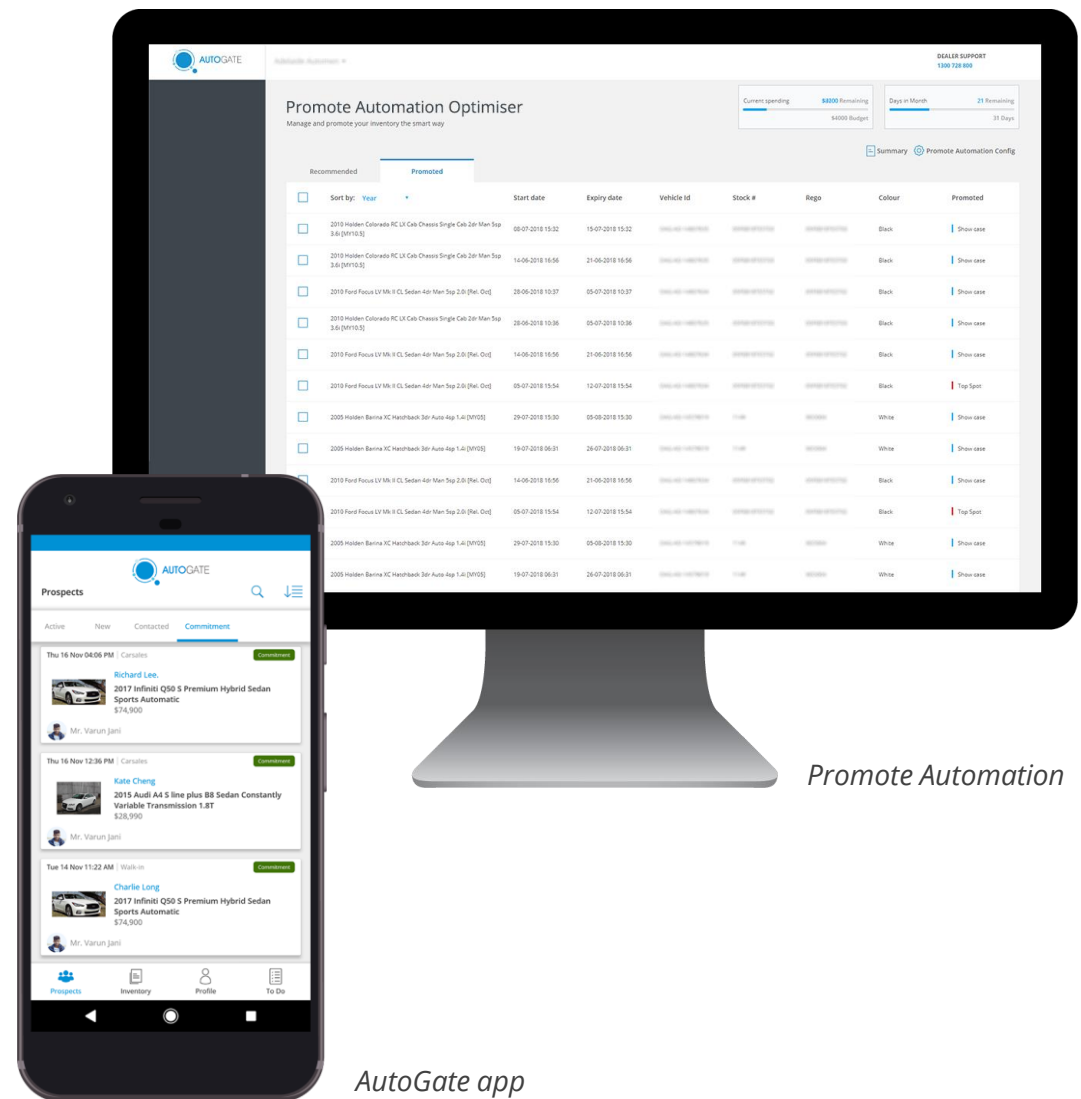 AUTOGATE
DEALER SUPPORT
1300 728 800
Promote Automation Optimiser
Manage and promote your inventory the smart way
Current spending $8000 Remaining
$4000 Budget
Days in Month 21 Remaining
31 Days
Summary Promote Automation Config
Recommended Promoted
Sort by: Year Start date Expiry date Vehicle Id Stock # Rego Colour Promoted
2010 Holden Colorado RC LX Cab Chassis Single Cab 2dr Man 5sp
3.6i [MY10.5] 08-07-2018 15:32 15-07-2018 15:32 Black Show case
2010 Holden Colorado RC LX Cab Chassis Single Cab 2dr Man 5sp
3.6i [MY10.5] 14-06-2018 16:56 21-06-2018 16:56 Black Show case
2010 Ford Focus LV Mk II CL Sedan 4dr Man 5sp 2.0i [Rel. Oct] 28-06-2018 10:37 05-07-2018 10:37 Black Show case
2010 Holden Colorado RC LX Cab Chassis Single Cab 2dr Man 5sp
3.6i [MY10.5] 28-06-2018 10:36 05-07-2018 10:36 Black Show case
2010 Ford Focus LV Mk II CL Sedan 4dr Man 5sp 2.0i [Rel. Oct] 14-06-2018 16:56 21-06-2018 16:56 Black Show case
2010 Ford Focus LV Mk II CL Sedan 4dr Man 5sp 2.0i [Rel. Oct] 05-07-2018 15:54 12-07-2018 15:54 Black Top Spot
2005 Holden Barina XC Hatchback 3dr Auto 4sp 1.4i [MY05] 29-07-2018 15:30 05-08-2018 15:30 White Show case
2005 Holden Barina XC Hatchback 3dr Auto 4sp 1.4i [MY05] 19-07-2018 06:31 26-07-2018 06:31 White Show case
2010 Ford Focus LV Mk II CL Sedan 4dr Man 5sp 2.0i [Rel. Oct] 14-06-2018 16:56 21-06-2018 16:56 Black Show case
2010 Ford Focus LV Mk II CL Sedan 4dr Man 5sp 2.0i [Rel. Oct] 05-07-2018 15:54 12-07-2018 15:54 Black Top Spot
2005 Holden Barina XC Hatchback 3dr Auto 4sp 1.4i [MY05] 29-07-2018 15:30 05-08-2018 15:30 White Show case
2005 Holden Barina XC Hatchback 3dr Auto 4sp 1.4i [MY05] 19-07-2018 06:31 26-07-2018 06:31 White Show case
Promote Automation
AUTOGATE
Prospects
Active New Contacted Commitment
Thu 16 Nov 04:06 PM | Carsales Commitment
Richard Lee.
2017 Infiniti Q50 S Premium Hybrid Sedan
Sports Automatic
$74,900
Mr. Varun Jani
Thu 16 Nov 12:36 PM | Carsales Commitment
Kate Cheng
2015 Audi A4 S line plus B8 Sedan Constantly
Variable Transmission 1.8T
$28,990
Mr. Varun Jani
Tue 14 Nov 11:22 AM | Walk-in Commitment
Charlie Long
2017 Infiniti Q50 S Premium Hybrid Sedan
Sports Automatic
$74,900
Mr. Varun Jani
Prospects Inventory Profile To Do
AutoGate app